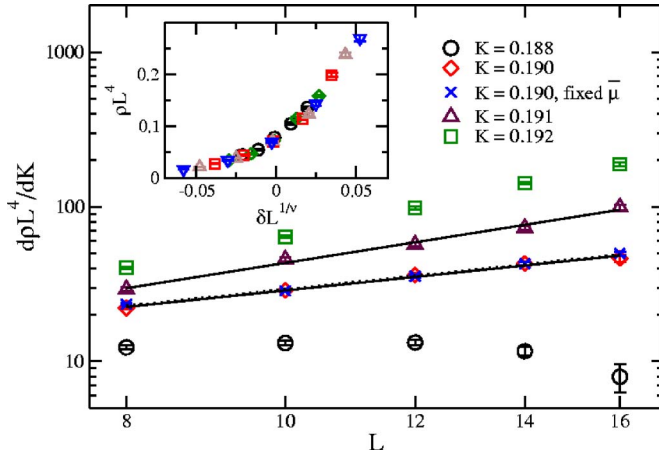 1000
100
10
dρL⁴/dK
8
10
12
14
16
L
0,2
0,1
0
ρL⁴
-0,05
0
0,05
δL^{1/ν}
K = 0.188
K = 0.190
K = 0.190, fixed μ̅
K = 0.191
K = 0.192